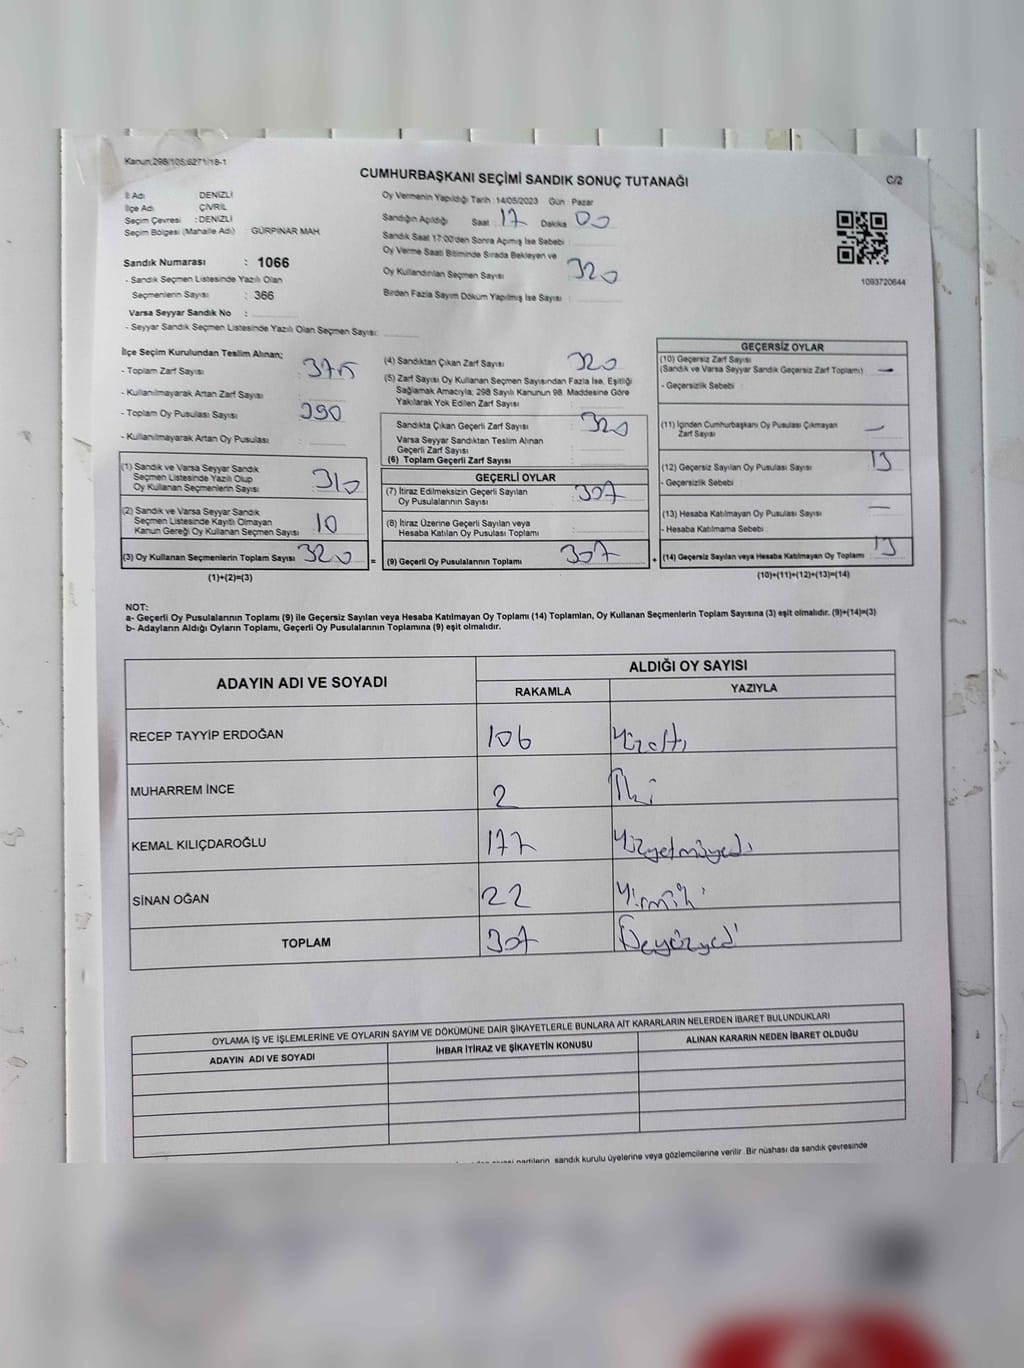 Kanun:298/105;6271/18-1
CUMHURBAŞKANI SEÇİMİ SANDIK SONUÇ TUTANAĞI
C/2
İl Adı : DENİZLİ
İlçe Adı : ÇİVRİL
Seçim Çevresi : DENİZLİ
Seçim Bölgesi (Mahalle Adı) : GÜRPINAR MAH.
Sandık Numarası : 1066
- Sandık Seçmen Listesinde Yazılı Olan
Seçmenlerin Sayısı : 366
Varsa Seyyar Sandık No :
- Seyyar Sandık Seçmen Listesinde Yazılı Olan Seçmen Sayısı:
Oy Vermenin Yapıldığı Tarih : 14/05/2023 Gün : Pazar
Sandığın Açıldığı Saat : 17 Dakika 00
Sandık Saat 17:00'den Sonra Açımış İse Sebebi :
Oy Verme Saati Bitiminde Sırada Bekleyen ve
Oy Kullandırılan Seçmen Sayısı : 320
Birden Fazla Sayım Döküm Yapılmış İse Sayısı :
1093720644
İlçe Seçim Kurulundan Teslim Alınan;
- Toplam Zarf Sayısı : 375
- Kullanılmayarak Artan Zarf Sayısı :
- Toplam Oy Pusulası Sayısı : 390
- Kullanılmayarak Artan Oy Pusulası :
(1) Sandık ve Varsa Seyyar Sandık
Seçmen Listesinde Yazılı Olup
Oy Kullanan Seçmenlerin Sayısı : 310
(2) Sandık ve Varsa Seyyar Sandık
Seçmen Listesinde Kayıtlı Olmayan
Kanun Gereği Oy Kullanan Seçmen Sayısı : 10
(3) Oy Kullanan Seçmenlerin Toplam Sayısı : 320 =
(1)+(2)=(3)
(4) Sandıktan Çıkan Zarf Sayısı : 320
(5) Zarf Sayısı Oy Kullanan Seçmen Sayısından Fazla İse, Eşitliği
Sağlamak Amacıyla; 298 Sayılı Kanunun 98. Maddesine Göre
Yakılarak Yok Edilen Zarf Sayısı :
Sandıkta Çıkan Geçerli Zarf Sayısı : 320
Varsa Seyyar Sandıktan Teslim Alınan
Geçerli Zarf Sayısı :
(6) Toplam Geçerli Zarf Sayısı :
GEÇERLİ OYLAR
(7) İtiraz Edilmeksizin Geçerli Sayılan
Oy Pusulalarının Sayısı : 307
(8) İtiraz Üzerine Geçerli Sayılan veya
Hesaba Katılan Oy Pusulası Toplamı :
(9) Geçerli Oy Pusulalarının Toplamı : 307 +
GEÇERSİZ OYLAR
(10) Geçersiz Zarf Sayısı
(Sandık ve Varsa Seyyar Sandık Geçersiz Zarf Toplamı) : —
- Geçersizlik Sebebi :
(11) İçinden Cumhurbaşkanı Oy Pusulası Çıkmayan
Zarf Sayısı : —
(12) Geçersiz Sayılan Oy Pusulası Sayısı : 13
- Geçersizlik Sebebi :
(13) Hesaba Katılmayan Oy Pusulası Sayısı : —
- Hesaba Katılmama Sebebi :
(14) Geçersiz Sayılan veya Hesaba Katılmayan Oy Toplamı : 13
(10)+(11)+(12)+(13)=(14)
NOT:
a- Geçerli Oy Pusulalarının Toplamı (9) ile Geçersiz Sayılan veya Hesaba Katılmayan Oy Toplamı (14) Toplamları, Oy Kullanan Seçmenlerin Toplam Sayısına (3) eşit olmalıdır. (9)+(14)=(3)
b- Adayların Aldığı Oyların Toplamı, Geçerli Oy Pusulalarının Toplamına (9) eşit olmalıdır.
ADAYIN ADI VE SOYADI
ALDIĞI OY SAYISI
RAKAMLA YAZIYLA
RECEP TAYYİP ERDOĞAN 106 Yüzaltı
MUHARREM İNCE 2 İki
KEMAL KILIÇDAROĞLU 177 Yüzyetmişyedi
SİNAN OĞAN 22
TOPLAM 307
OYLAMA İŞ VE İŞLEMLERİNE VE OYLARIN SAYIM VE DÖKÜMÜNE DAİR ŞİKAYETLERLE BUNLARA AİT KARARLARIN NELERDEN İBARET BULUNDUKLARI
ADAYIN ADI VE SOYADI İHBAR İTİRAZ VE ŞİKAYETİN KONUSU ALINAN KARARIN NEDEN İBARET OLDUĞU
partilerin, sandık kurulu üyelerine veya gözlemcilerine verilir. Bir nüshası da sandık çevresinde